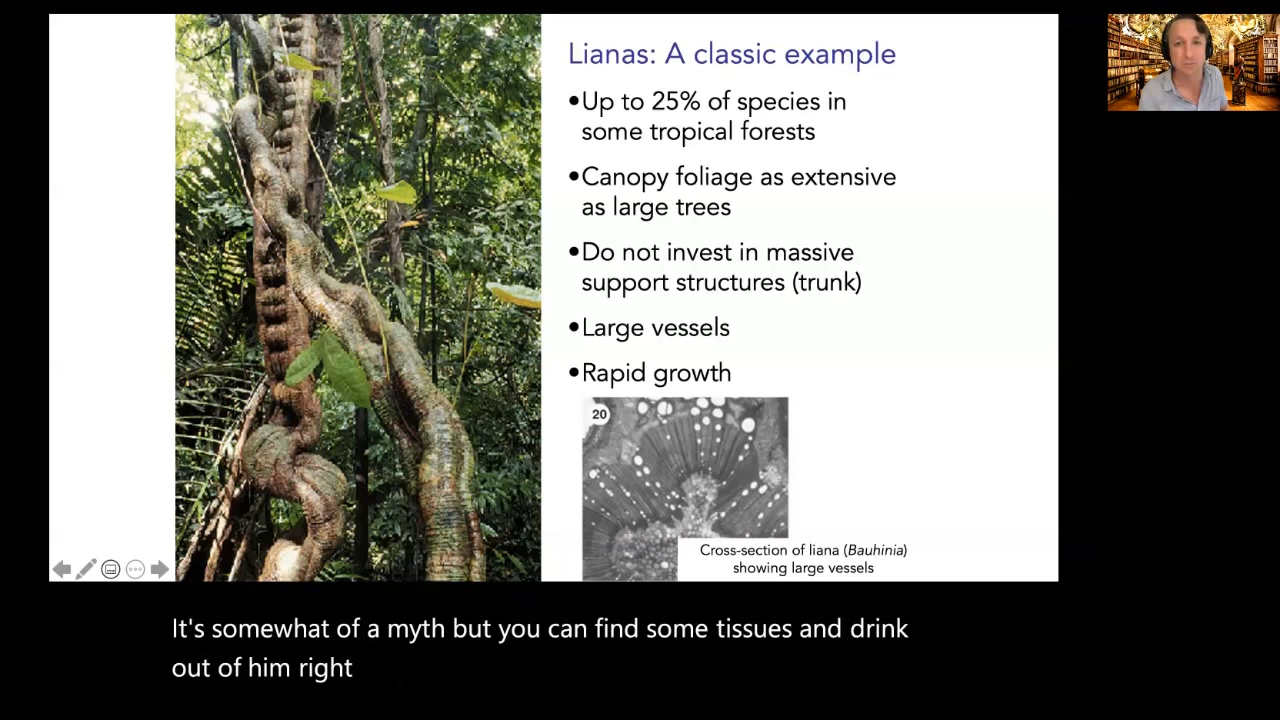 Lianas: A classic example
•Up to 25% of species in
some tropical forests
•Canopy foliage as extensive
as large trees
•Do not invest in massive
support structures (trunk)
•Large vessels
•Rapid growth
20
Cross-section of liana (Bauhinia)
showing large vessels
It's somewhat of a myth but you can find some tissues and drink
out of him right